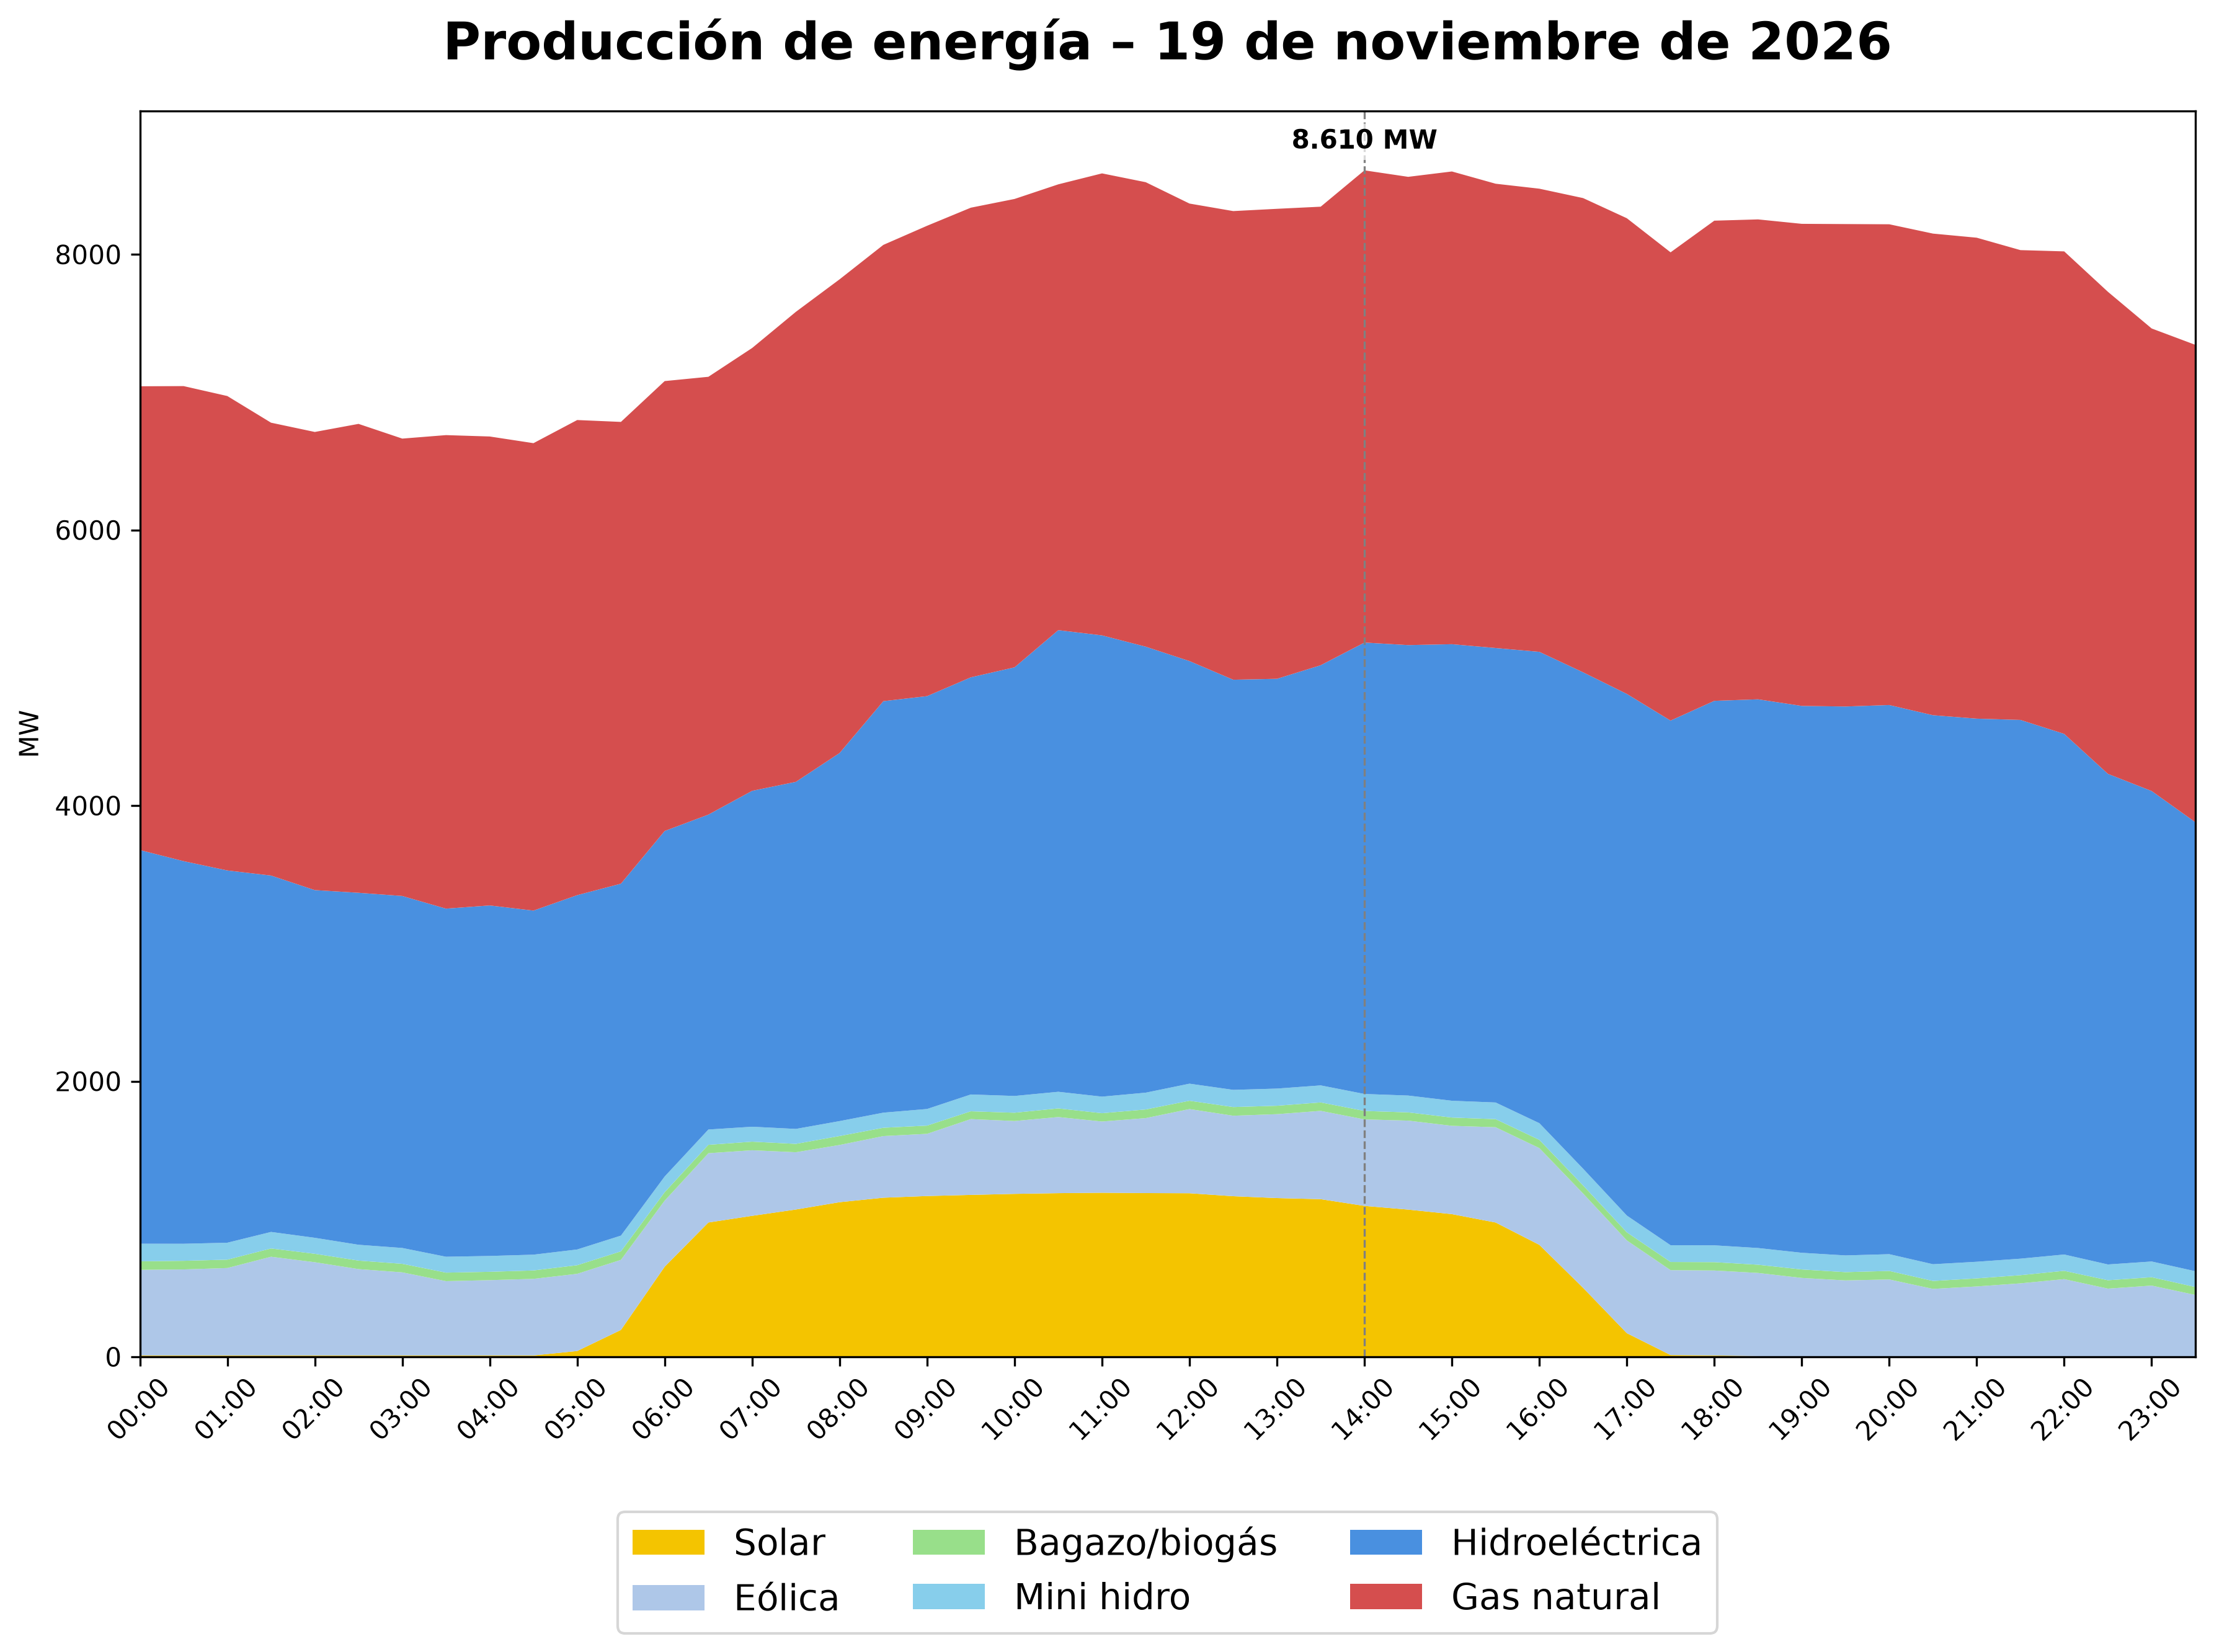 Producción de energía – 19 de noviembre de 2026
8.610 MW
MW
8000
6000
4000
2000
0
00:00 01:00 02:00 03:00 04:00 05:00 06:00 07:00 08:00 09:00 10:00 11:00 12:00 13:00 14:00 15:00 16:00 17:00 18:00 19:00 20:00 21:00 22:00 23:00
Solar Bagazo/biogás Hidroeléctrica
Eólica Mini hidro Gas natural